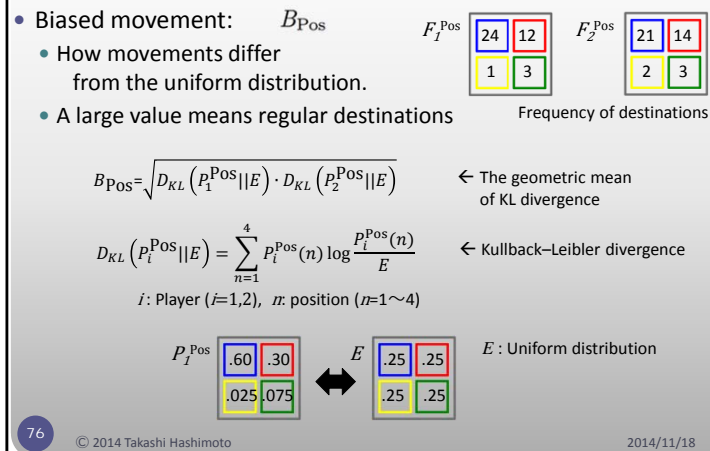 • Biased movement: B_Pos
• How movements differ
from the uniform distribution.
• A large value means regular destinations
F_1^Pos 24 12
1 3
F_2^Pos 21 14
2 3
Frequency of destinations
B_Pos=√(D_KL(P_1^Pos||E)·D_KL(P_2^Pos||E))
← The geometric mean
of KL divergence
D_KL(P_i^Pos||E) = ∑_{n=1}^{4} P_i^Pos(n) log P_i^Pos(n)/E
← Kullback–Leibler divergence
i: Player (i=1,2), n: position (n=1～4)
P_1^Pos .60 .30
.025 .075
E .25 .25
.25 .25
E : Uniform distribution
76
© 2014 Takashi Hashimoto
2014/11/18